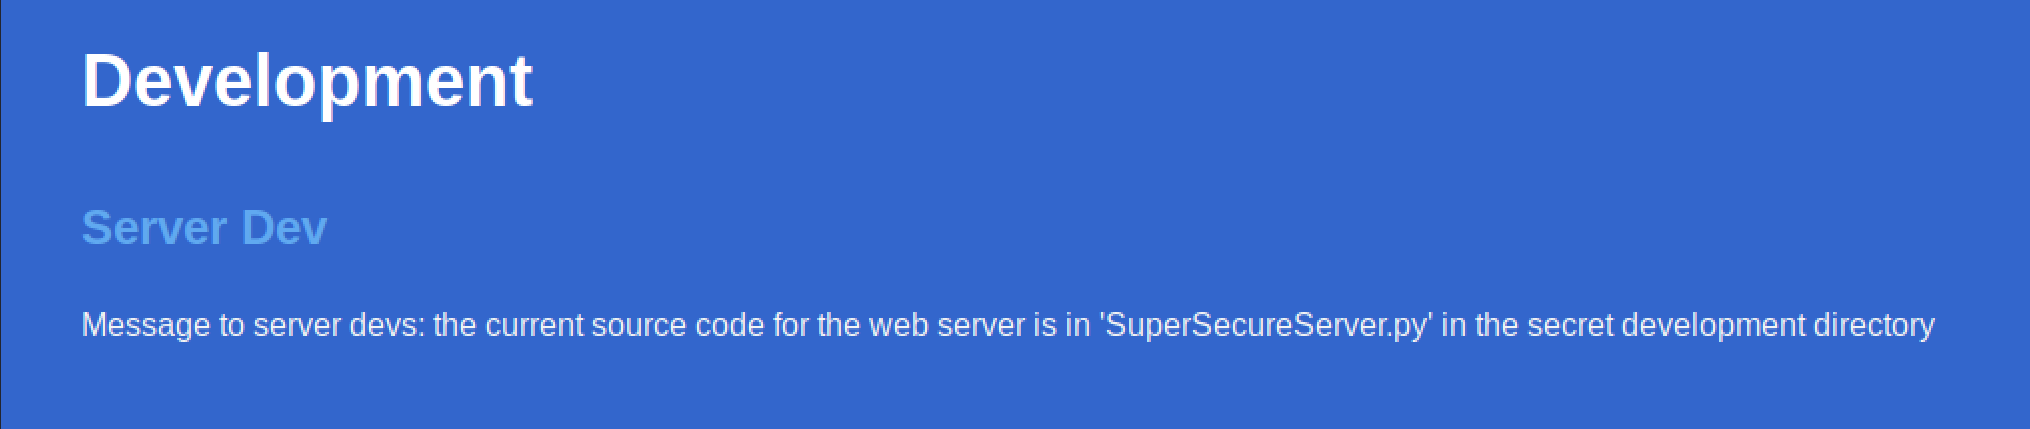 Development
Server Dev
Message to server devs: the current source code for the web server is in 'SuperSecureServer.py' in the secret development directory